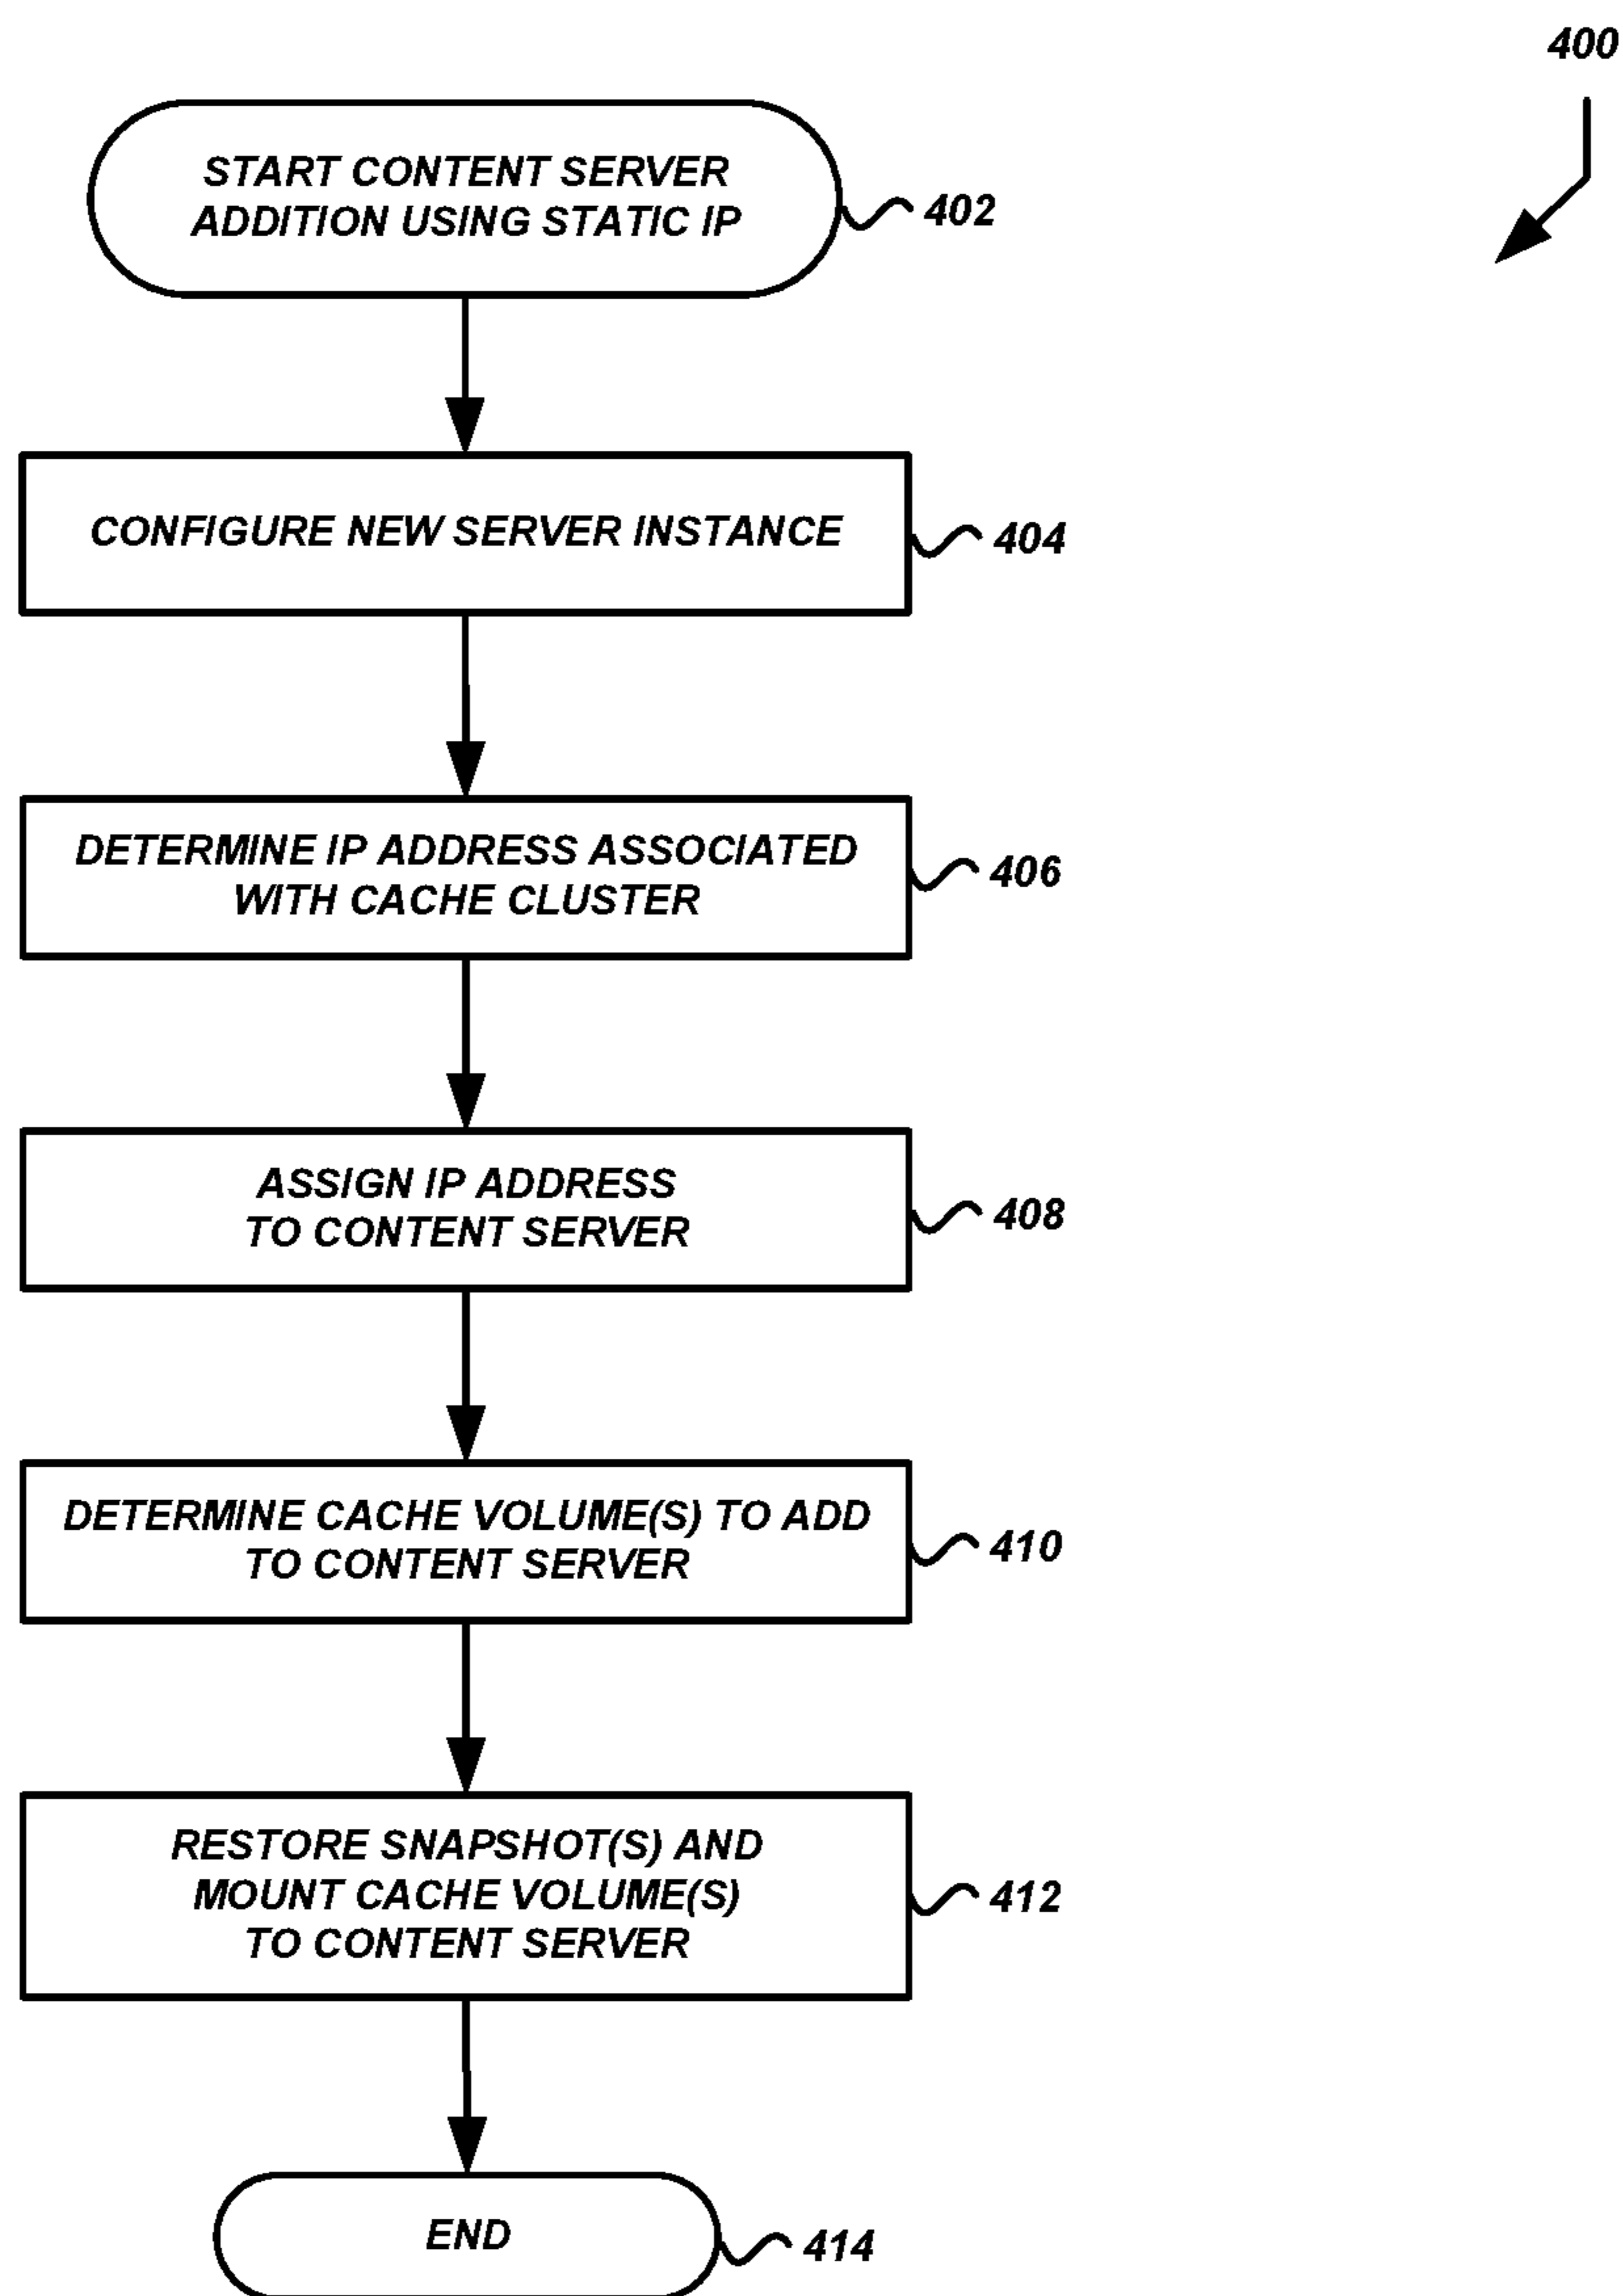 400
START CONTENT SERVER
ADDITION USING STATIC IP
402
CONFIGURE NEW SERVER INSTANCE
404
DETERMINE IP ADDRESS ASSOCIATED
WITH CACHE CLUSTER
406
ASSIGN IP ADDRESS
TO CONTENT SERVER
408
DETERMINE CACHE VOLUME(S) TO ADD
TO CONTENT SERVER
410
RESTORE SNAPSHOT(S) AND
MOUNT CACHE VOLUME(S)
TO CONTENT SERVER
412
END
414